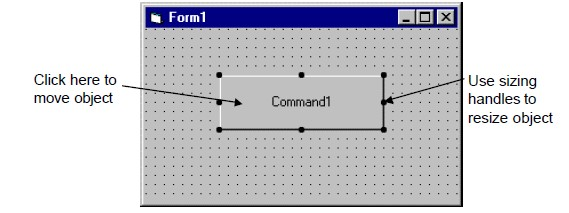 Form1
Click here to
move object
Command1
Use sizing
handles to
resize object